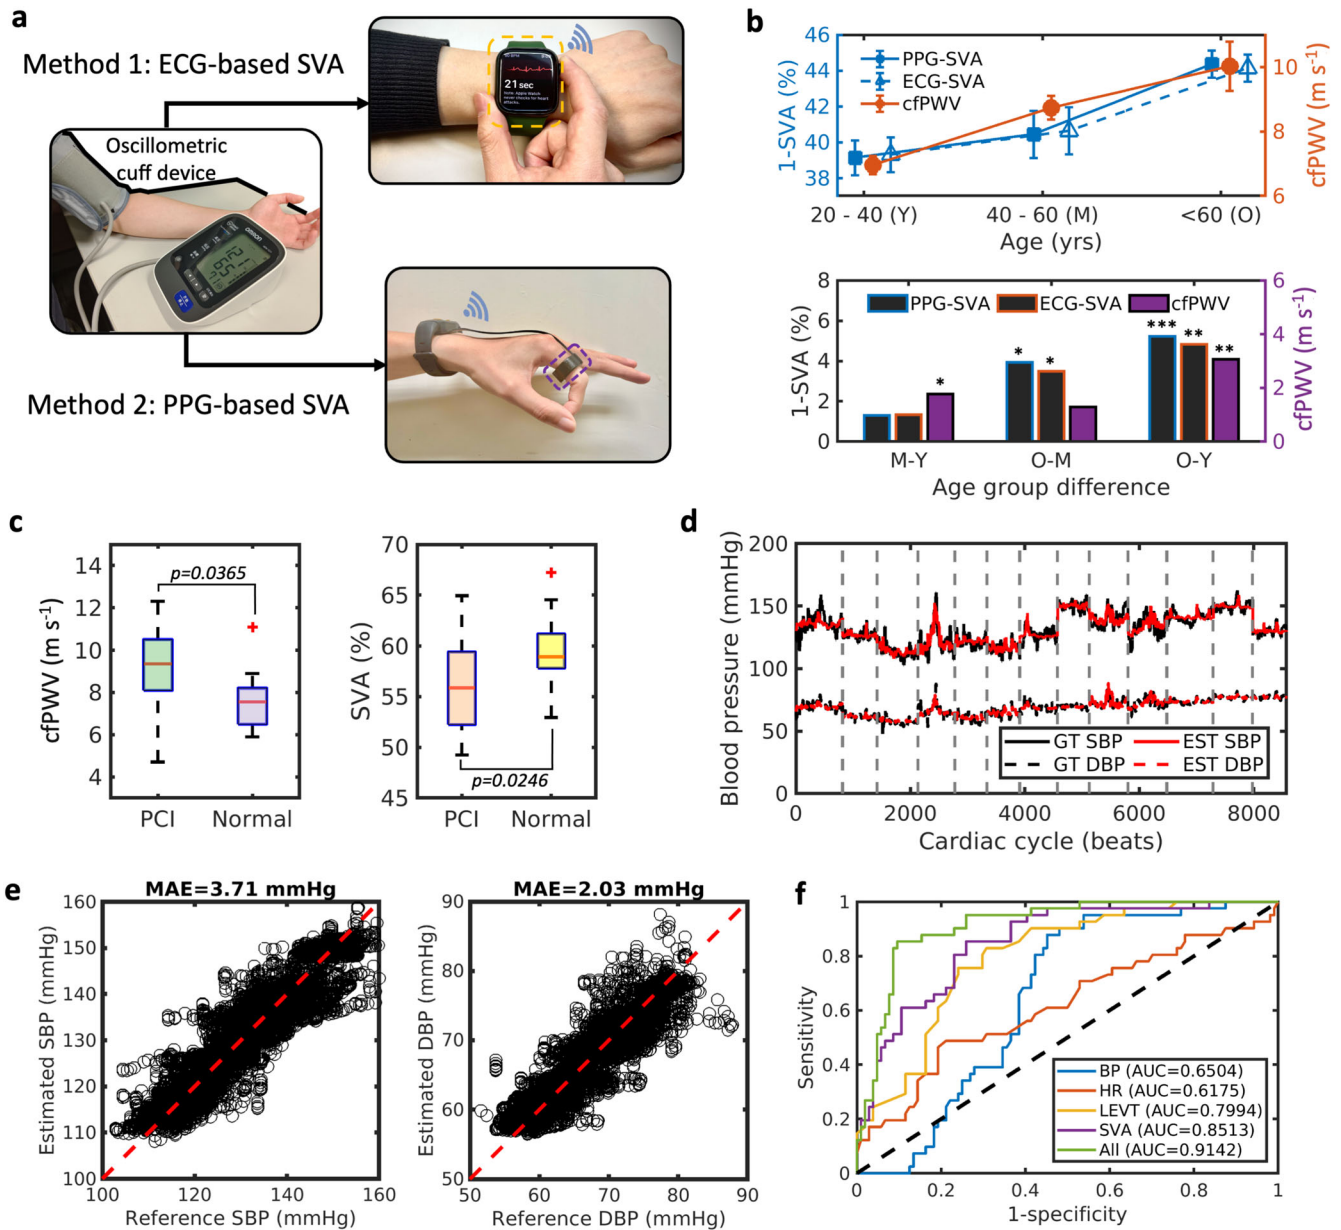 a
Method 1: ECG-based SVA
21 sec
Oscillometric
cuff device
OMRON
Method 2: PPG-based SVA
b
46
44
42
40
38
1-SVA (%)
PPG-SVA
ECG-SVA
cfPWV
10
8
6
cfPWV (m s⁻¹)
20 - 40 (Y) 40 - 60 (M) <60 (O)
Age (yrs)
8
6
4
2
0
1-SVA (%)
PPG-SVA ECG-SVA cfPWV
* * * *** ** **
6
4
2
0
cfPWV (m s⁻¹)
M-Y O-M O-Y
Age group difference
c
14
12
10
8
6
4
cfPWV (m s⁻¹)
p=0.0365
PCI Normal
70
65
60
55
50
45
SVA (%)
p=0.0246
PCI Normal
d
200
150
100
50
0
Blood pressure (mmHg)
GT SBP EST SBP
GT DBP EST DBP
0 2000 4000 6000 8000
Cardiac cycle (beats)
e
MAE=3.71 mmHg
160
150
140
130
120
110
100
Estimated SBP (mmHg)
100 120 140 160
Reference SBP (mmHg)
MAE=2.03 mmHg
90
80
70
60
50
Estimated DBP (mmHg)
50 60 70 80 90
Reference DBP (mmHg)
f
1
0.8
0.6
0.4
0.2
0
Sensitivity
BP (AUC=0.6504)
HR (AUC=0.6175)
LEVT (AUC=0.7994)
SVA (AUC=0.8513)
All (AUC=0.9142)
0 0.2 0.4 0.6 0.8 1
1-specificity